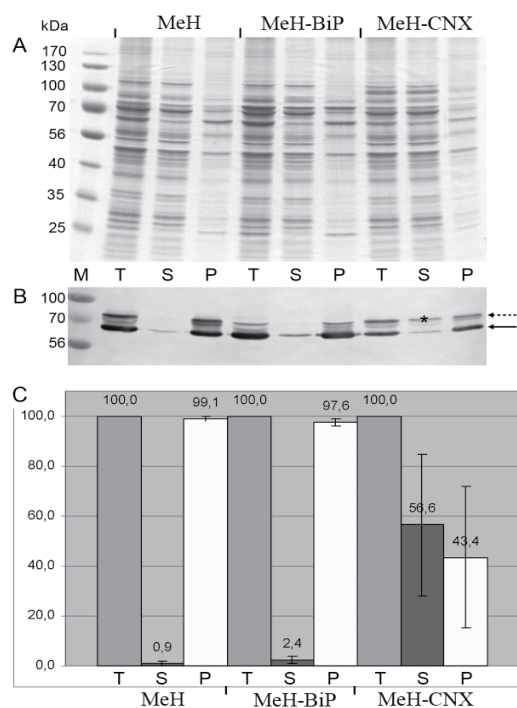 kDa MeH MeH-BiP MeH-CNX
A
170
130
100
70
56
40
35
25
M T S P T S P T S P
B
100
70
*
56
C
100,0 99,1 100,0 97,6 100,0
100,0
80,0
60,0
56,6
43,4
40,0
20,0
0,9 2,4
0,0
T S P T S P T S P
MeH MeH-BiP MeH-CNX